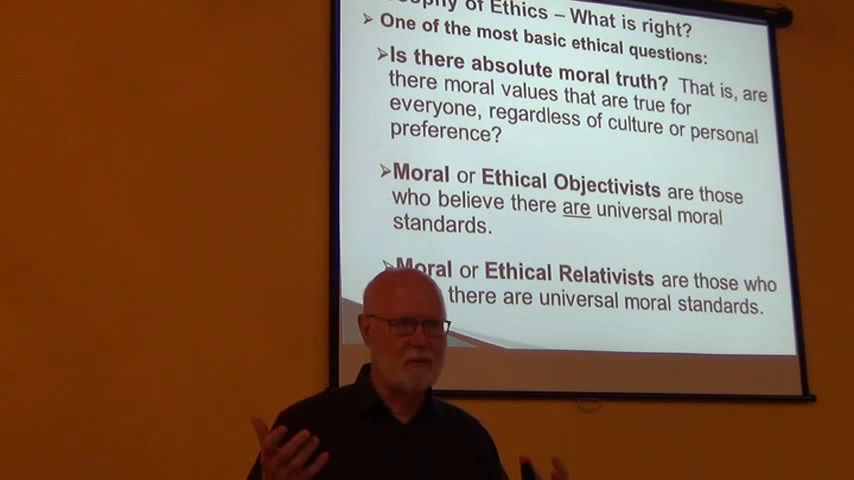 of Ethics – What is right?
➢ One of the most basic ethical questions:
➢Is there absolute moral truth? That is, are
there moral values that are true for
everyone, regardless of culture or personal
preference?
➢Moral or Ethical Objectivists are those
who believe there are universal moral
standards.
➢Moral or Ethical Relativists are those who
there are universal moral standards.